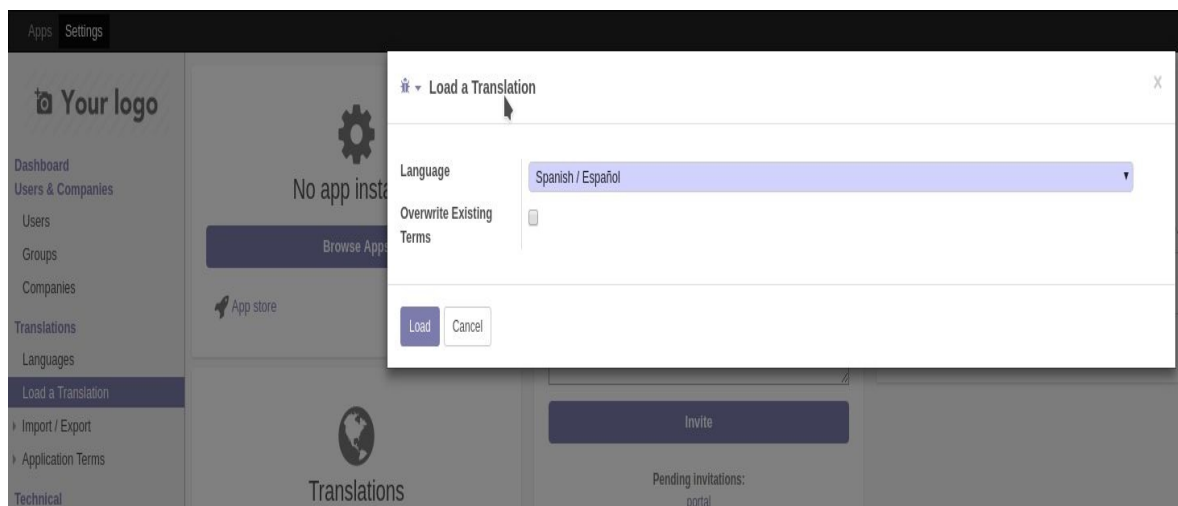 Apps Settings
Your logo
Dashboard
Users & Companies
Users
Groups
Companies
Translations
Languages
Load a Translation
Import / Export
Application Terms
Technical
No app insta
Browse Apps
App store
Translations
Load a Translation
X
Language
Spanish / Español
Overwrite Existing
Terms
Load Cancel
Invite
Pending invitations:
portal